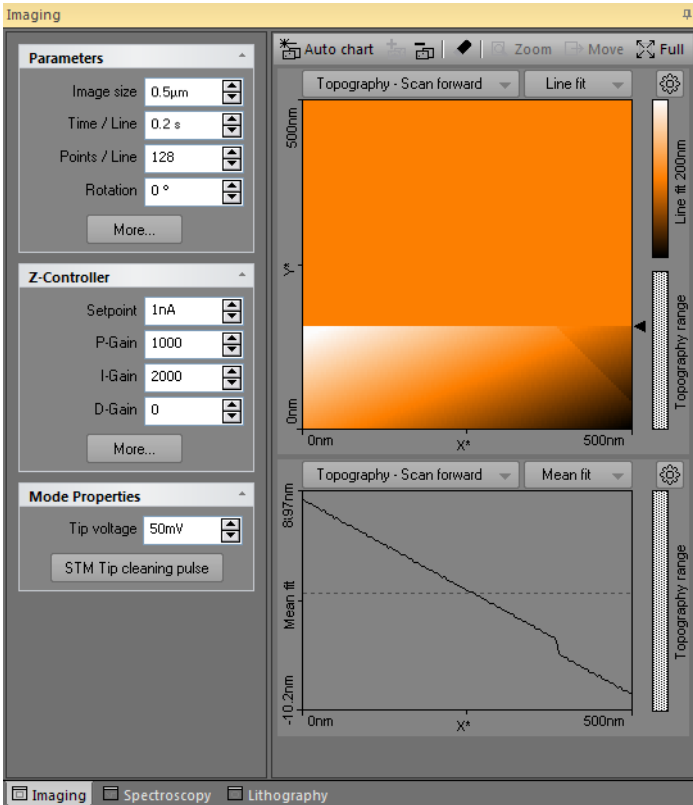 Imaging
Parameters
Image size 0.5µm
Time / Line 0.2 s
Points / Line 128
Rotation 0 °
More...
Z-Controller
Setpoint 1nA
P-Gain 1000
I-Gain 2000
D-Gain 0
More...
Mode Properties
Tip voltage 50mV
STM Tip cleaning pulse
Auto chart Zoom Move Full
Topography - Scan forward Line fit
500nm
Y*
0nm
0nm X* 500nm
Line fit 200nm
Topography range
Topography - Scan forward Mean fit
8.97nm
Mean fit
-10.2nm
0nm X* 500nm
Topography range
Imaging Spectroscopy Lithography